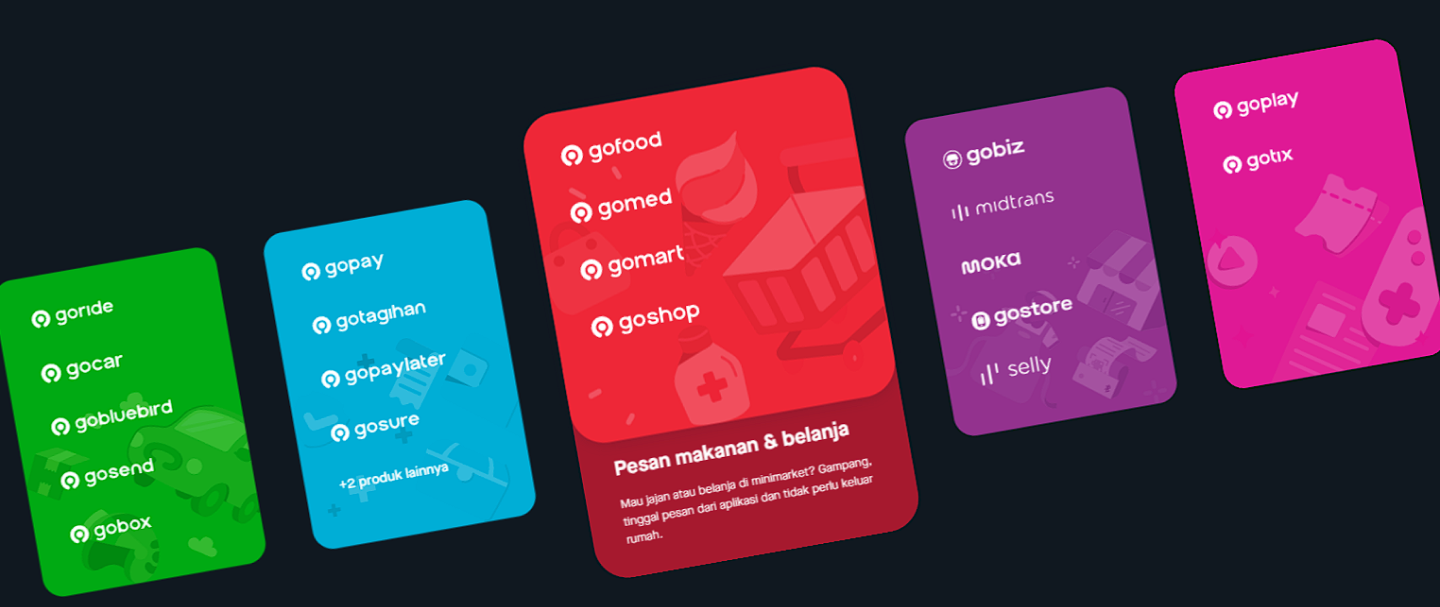 goride
gocar
gobluebird
gosend
gobox
gopay
gotagihan
gopaylater
gosure
+2 produk lainnya
gofood
gomed
gomart
goshop
Pesan makanan & belanja
Mau jajan atau belanja di minimarket? Gampang,
tinggal pesan dari aplikasi dan tidak perlu keluar
rumah.
gobiz
midtrans
moka
gostore
selly
goplay
gotix